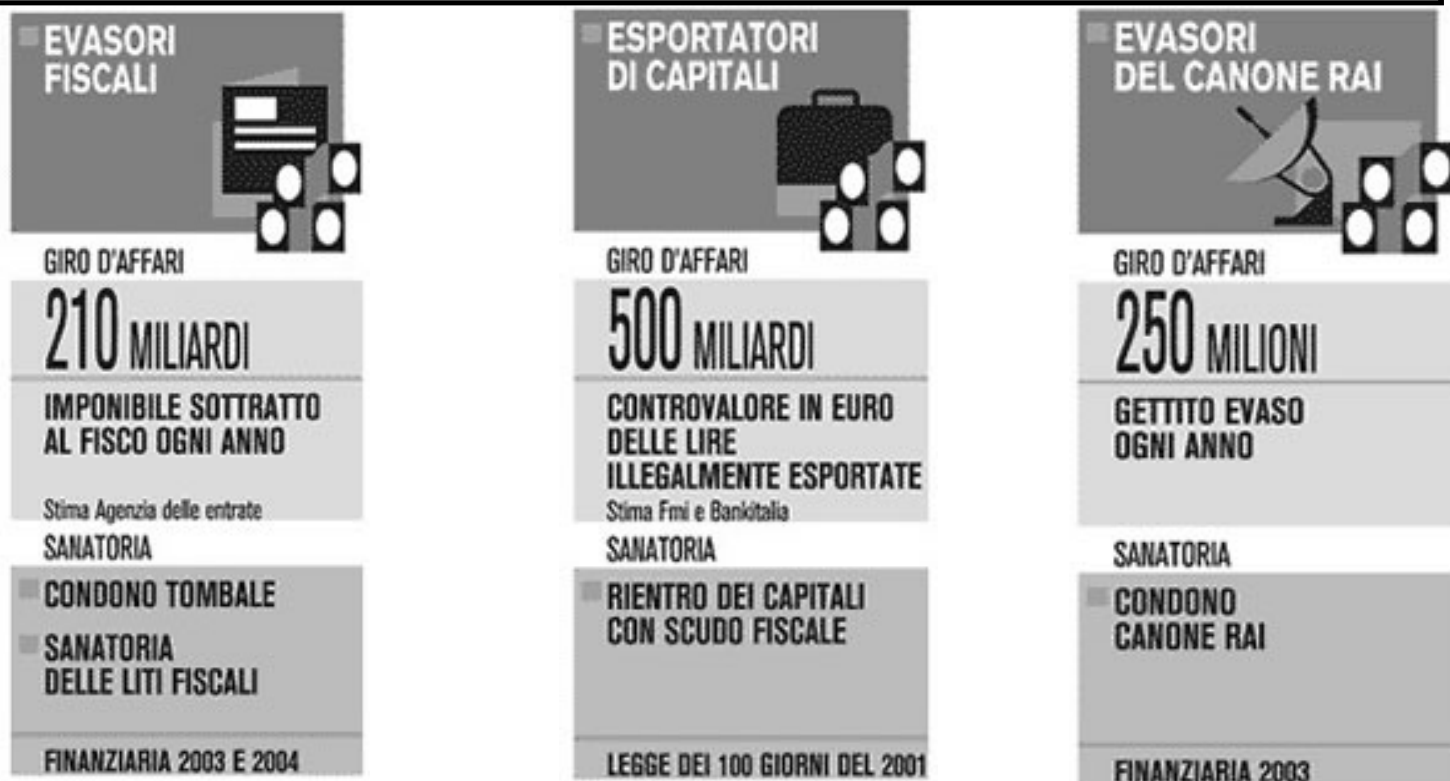 EVASORI
FISCALI
GIRO D'AFFARI
210 MILIARDI
IMPONIBILE SOTTRATTO
AL FISCO OGNI ANNO
Stima Agenzia delle entrate
SANATORIA
CONDONO TOMBALE
SANATORIA
DELLE LITI FISCALI
FINANZIARIA 2003 E 2004
ESPORTATORI
DI CAPITALI
GIRO D'AFFARI
500 MILIARDI
CONTROVALORE IN EURO
DELLE LIRE
ILLEGALMENTE ESPORTATE
Stima Fmi e Bankitalia
SANATORIA
RIENTRO DEI CAPITALI
CON SCUDO FISCALE
LEGGE DEI 100 GIORNI DEL 2001
EVASORI
DEL CANONE RAI
GIRO D'AFFARI
250 MILIONI
GETTITO EVASO
OGNI ANNO
SANATORIA
CONDONO
CANONE RAI
FINANZIARIA 2003